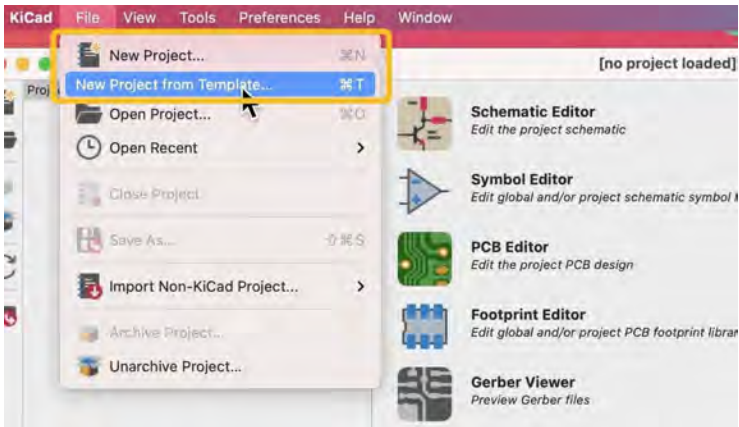 KiCad File View Tools Preferences Help Window
New Project... ⌘N
New Project from Template... ⌘T
Open Project... ⌘O
Open Recent >
Close Project
Save As... ⇧⌘S
Import Non-KiCad Project... >
Archive Project...
Unarchive Project...
Proj
[no project loaded]
Schematic Editor
Edit the project schematic
Symbol Editor
Edit global and/or project schematic symbol
PCB Editor
Edit the project PCB design
Footprint Editor
Edit global and/or project PCB footprint librar
Gerber Viewer
Preview Gerber files